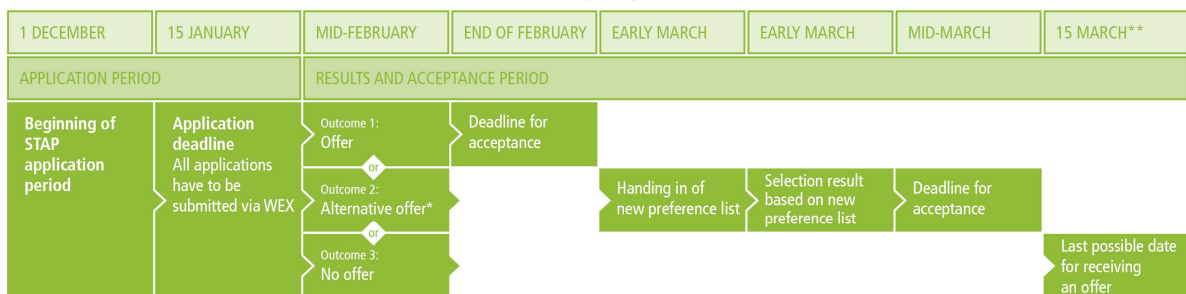 1 DECEMBER
15 JANUARY
MID-FEBRUARY
END OF FEBRUARY
EARLY MARCH
EARLY MARCH
MID-MARCH
15 MARCH**
APPLICATION PERIOD
RESULTS AND ACCEPTANCE PERIOD
Beginning of
STAP
application
period
Application
deadline
All applications
have to be
submitted via WEX
Outcome 1:
Offer
Deadline for
acceptance
or
Outcome 2:
Alternative offer*
Handing in of
new preference list
Selection result
based on new
preference list
Deadline for
acceptance
or
Outcome 3:
No offer
Last possible date
for receiving
an offer